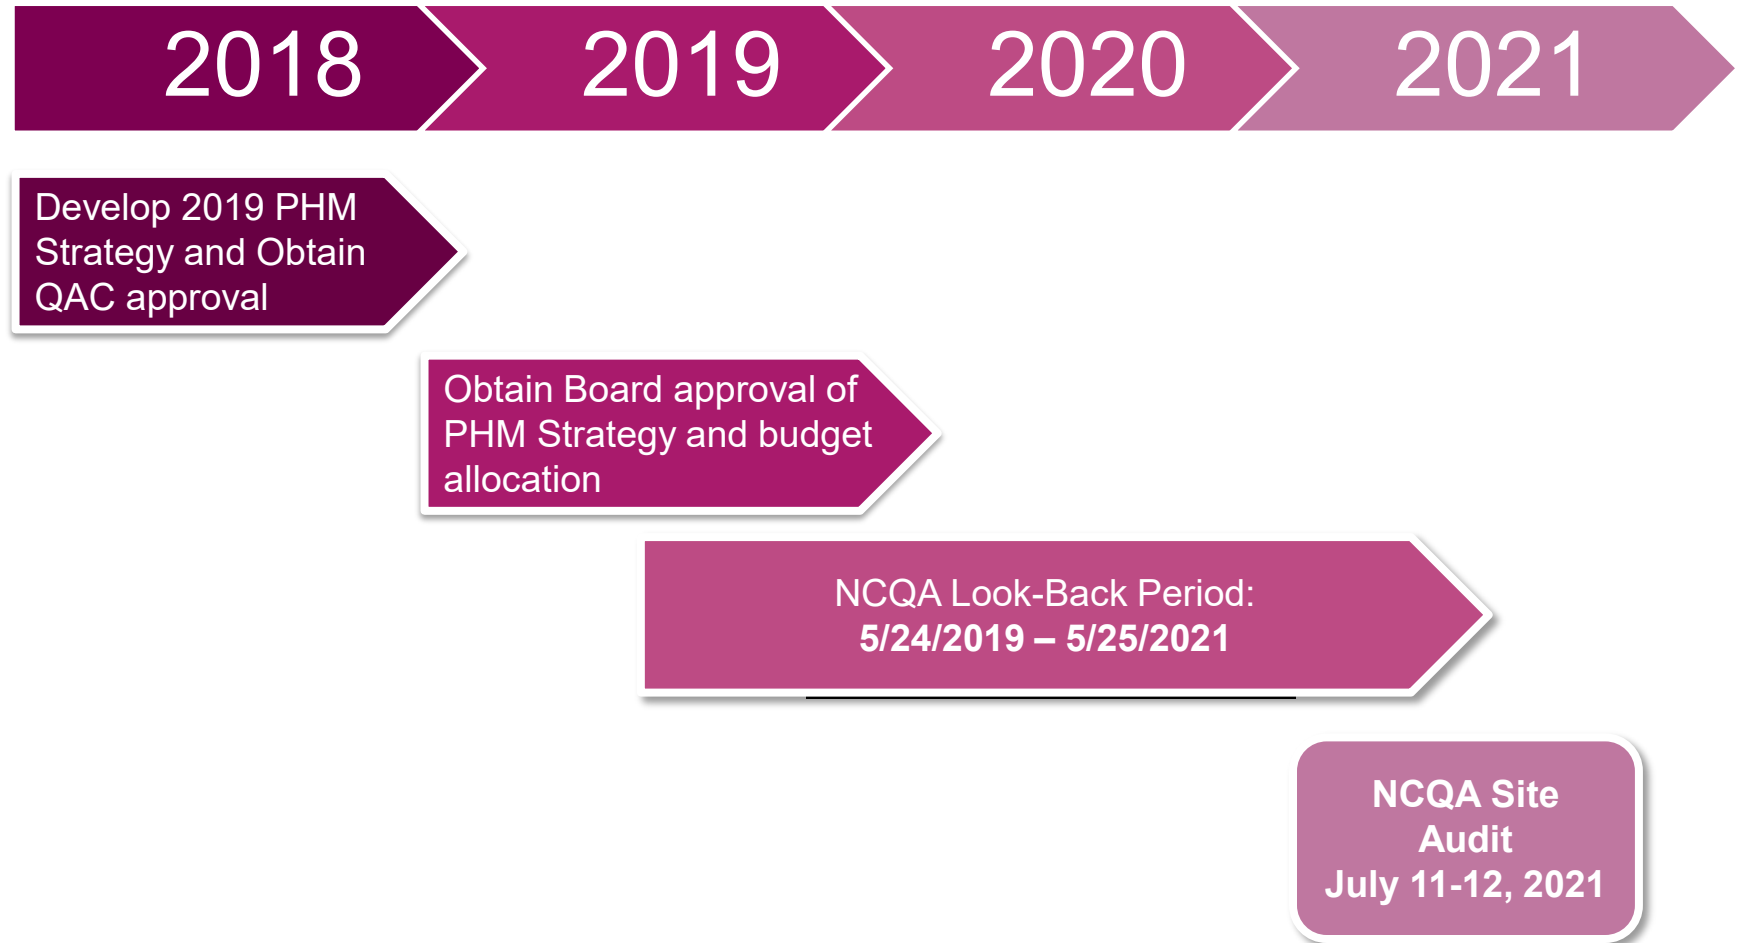 2018
2019
2020
2021
Develop 2019 PHM
Strategy and Obtain
QAC approval
Obtain Board approval of
PHM Strategy and budget
allocation
NCQA Look-Back Period:
5/24/2019 – 5/25/2021
NCQA Site
Audit
July 11-12, 2021